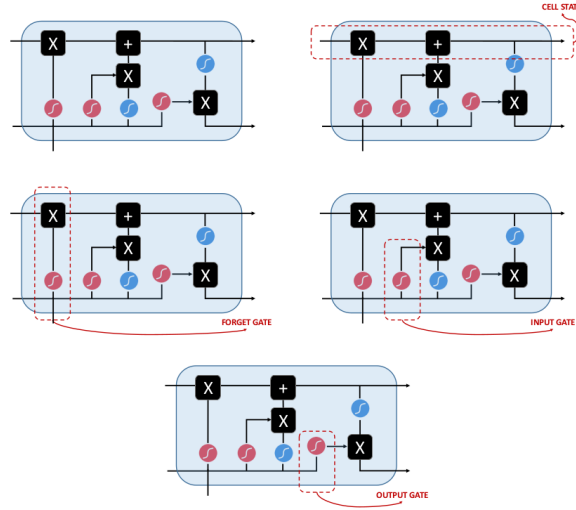 CELL STAT
X + X +
X X
X X
X + X +
X X
X X
FORGET GATE INPUT GATE
X +
X
X
OUTPUT GATE